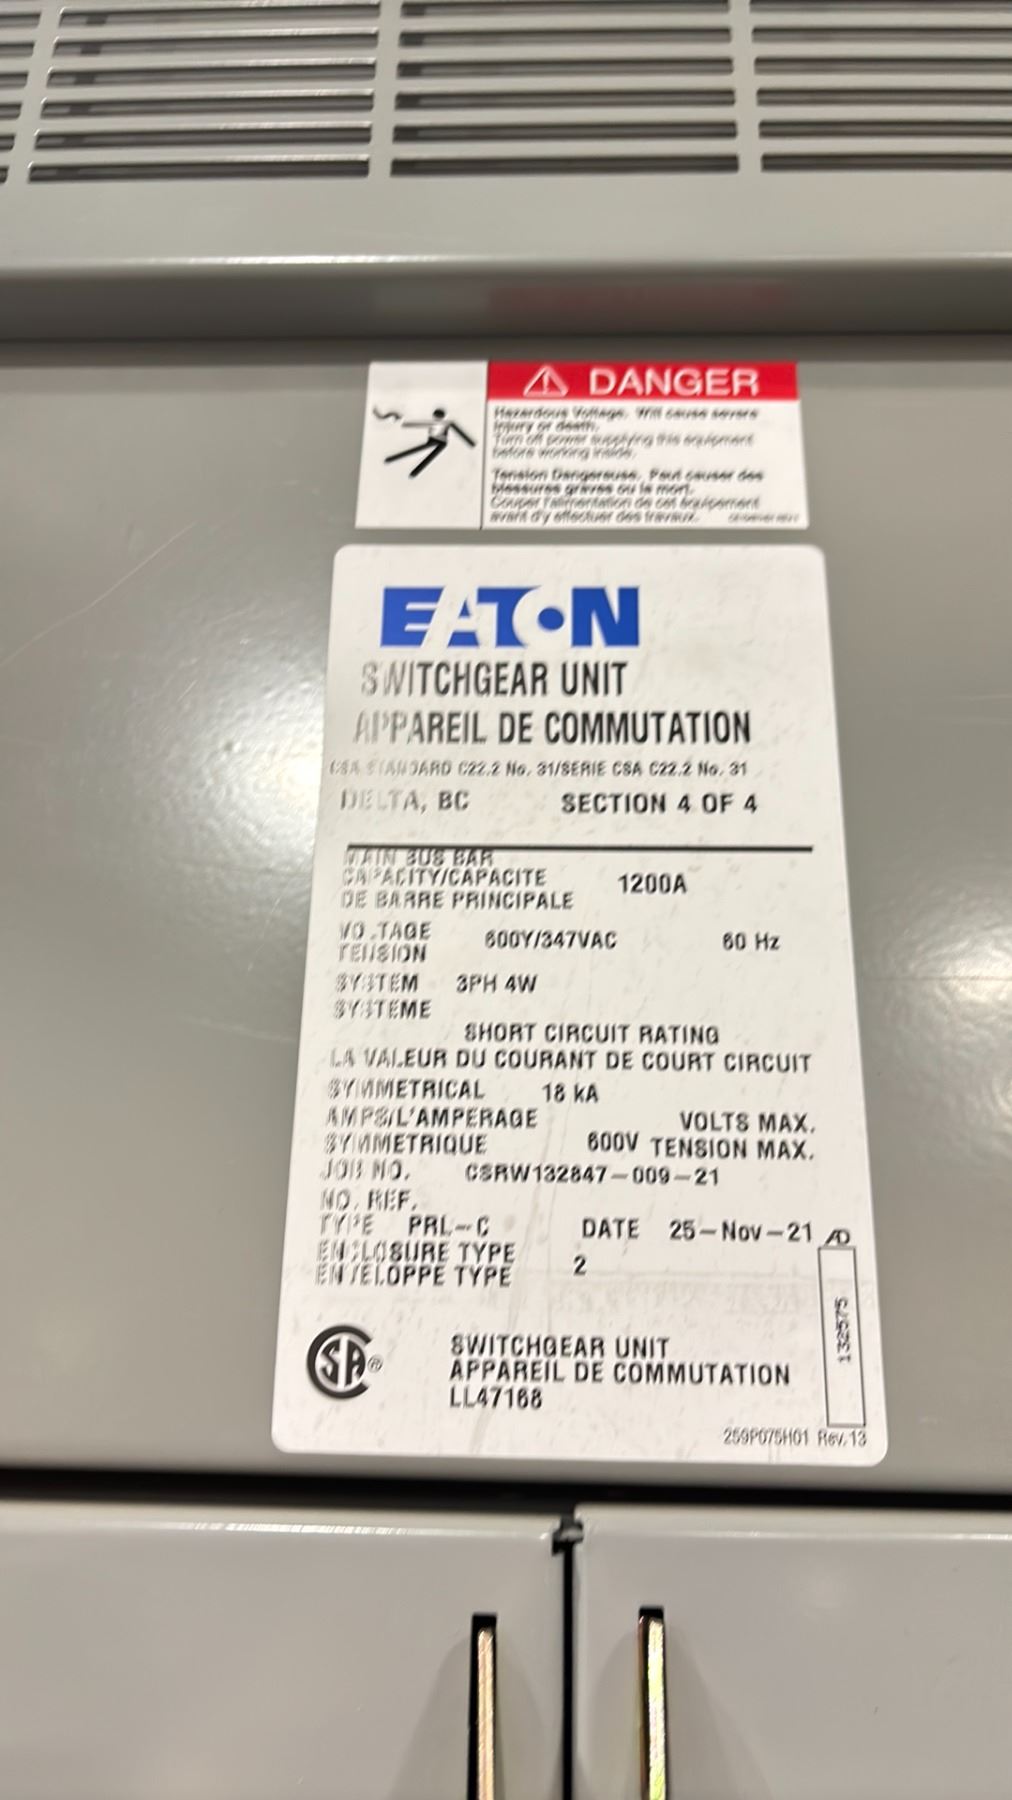 DANGER
Hazardous Voltage. Will cause severe
injury or death.
Turn off power supplying this equipment
before working inside.
Tension Dangereuse. Peut causer des
blessures graves ou la mort.
Couper l'alimentation de cet équipement
avant d'y effectuer des travaux.
EATON
SWITCHGEAR UNIT
APPAREIL DE COMMUTATION
CSA STANDARD C22.2 No. 31/SERIE CSA C22.2 No. 31
DELTA, BC SECTION 4 OF 4
MAIN BUS BAR
CAPACITY/CAPACITE 1200A
DE BARRE PRINCIPALE
VOLTAGE 600Y/347VAC 60 Hz
TENSION
SYSTEM 3PH 4W
SYSTEME
SHORT CIRCUIT RATING
LA VALEUR DU COURANT DE COURT CIRCUIT
SYMMETRICAL 18 kA
AMPS/L'AMPERAGE VOLTS MAX.
SYMMETRIQUE 600V TENSION MAX.
JOB NO. CSRW132847-009-21
NO. REF.
TYPE PRL-C DATE 25-Nov-21 AD
ENCLOSURE TYPE 2
ENVELOPPE TYPE
132575
SA ®
SWITCHGEAR UNIT
APPAREIL DE COMMUTATION
LL47168
259P075H01 Rev.13